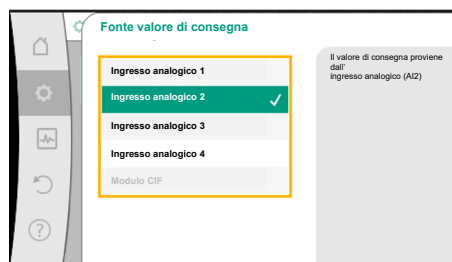 Fonte valore di consegna
Ingresso analogico 1
Ingresso analogico 2
Ingresso analogico 3
Ingresso analogico 4
Modulo CIF
Il valore di consegna proviene
dall'
ingresso analogico (AI2)
?